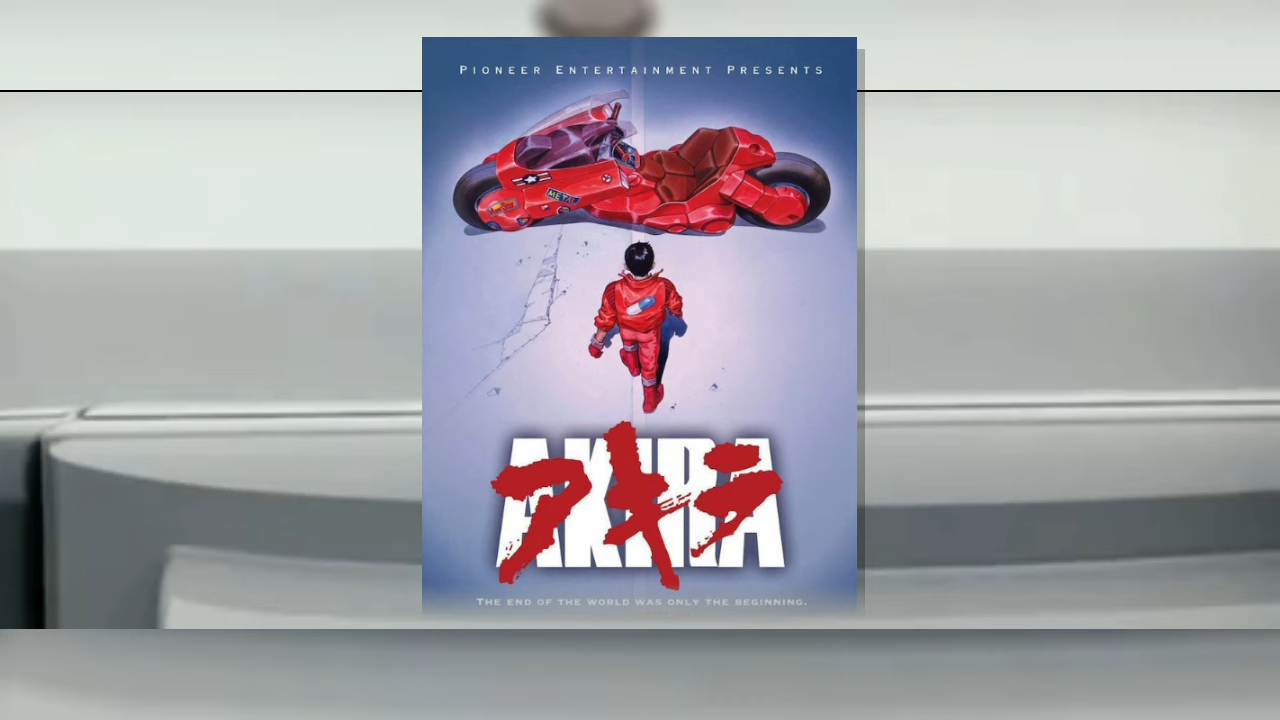 PIONEER ENTERTAINMENT PRESENTS
METAL
AKIRA
アキラ
THE END OF THE WORLD WAS ONLY THE BEGINNING.